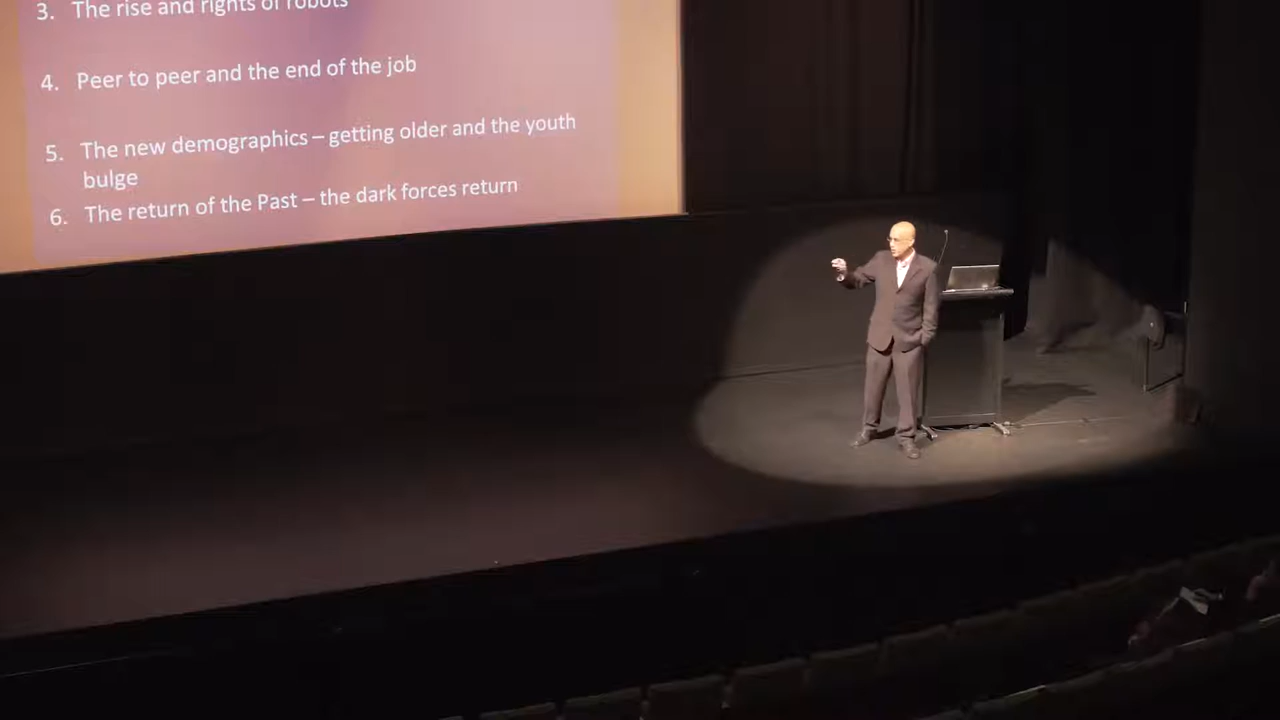 3. The rise and rights of robots
4. Peer to peer and the end of the job
5. The new demographics – getting older and the youth
bulge
6. The return of the Past – the dark forces return